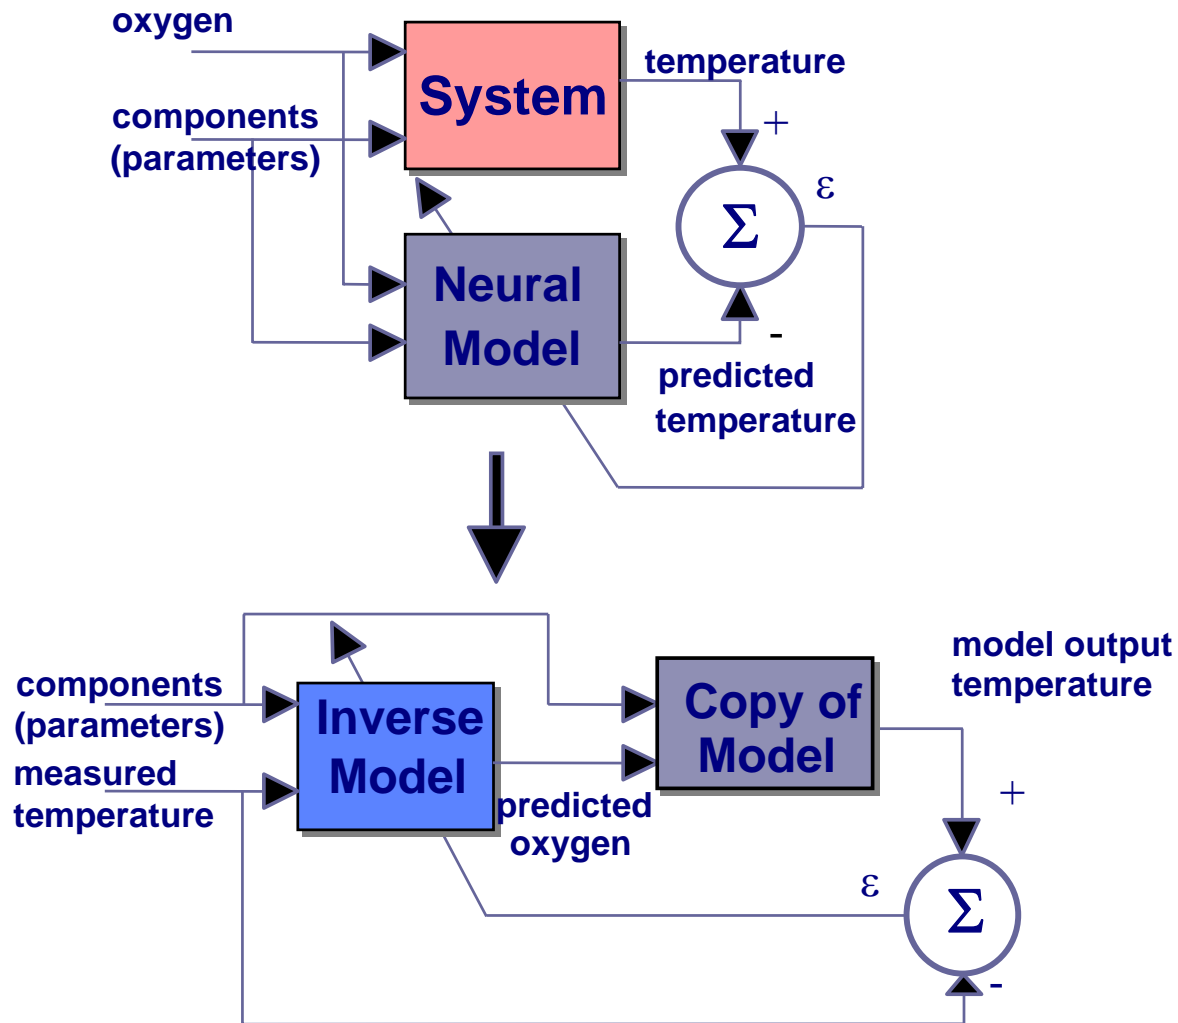 oxygen
System
temperature
components
(parameters)
+
ε
Σ
Neural
Model
-
predicted
temperature
components
(parameters)
measured
temperature
Inverse
Model
predicted
oxygen
Copy of
Model
model output
temperature
+
ε
Σ
-